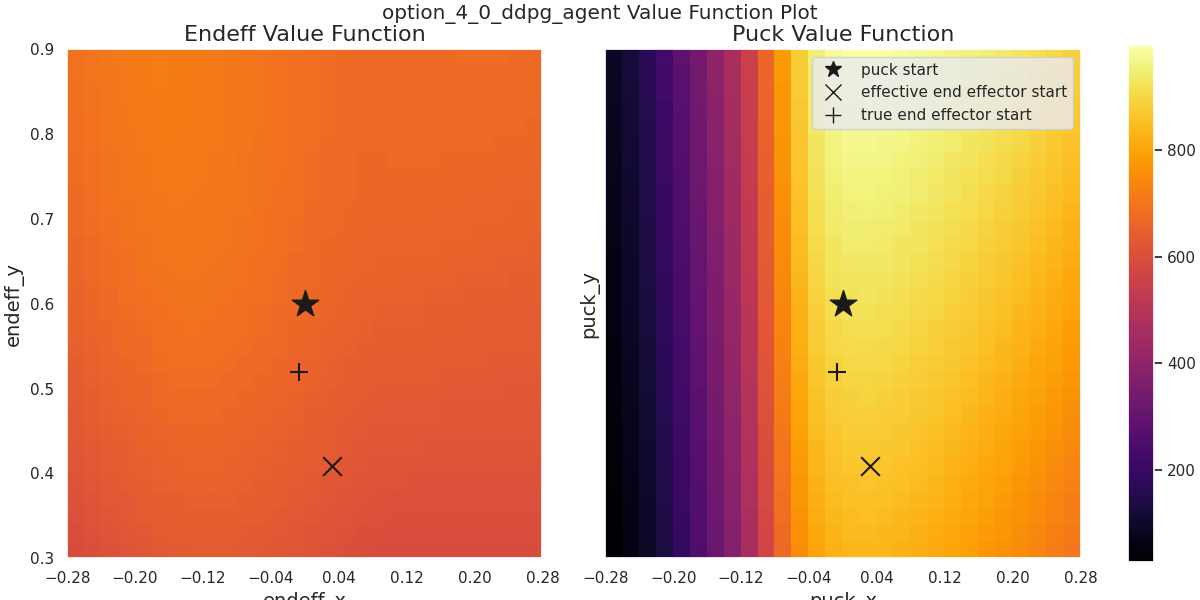 option_4_0_ddpg_agent Value Function Plot
Endeff Value Function
Puck Value Function
0.9
0.8
0.7
0.6
0.5
0.4
0.3
endeff_y
−0.28 −0.20 −0.12 −0.04 0.04 0.12 0.20 0.28
endeff_x
puck start
effective end effector start
true end effector start
puck_y
−0.28 −0.20 −0.12 −0.04 0.04 0.12 0.20 0.28
puck_x
800
600
400
200